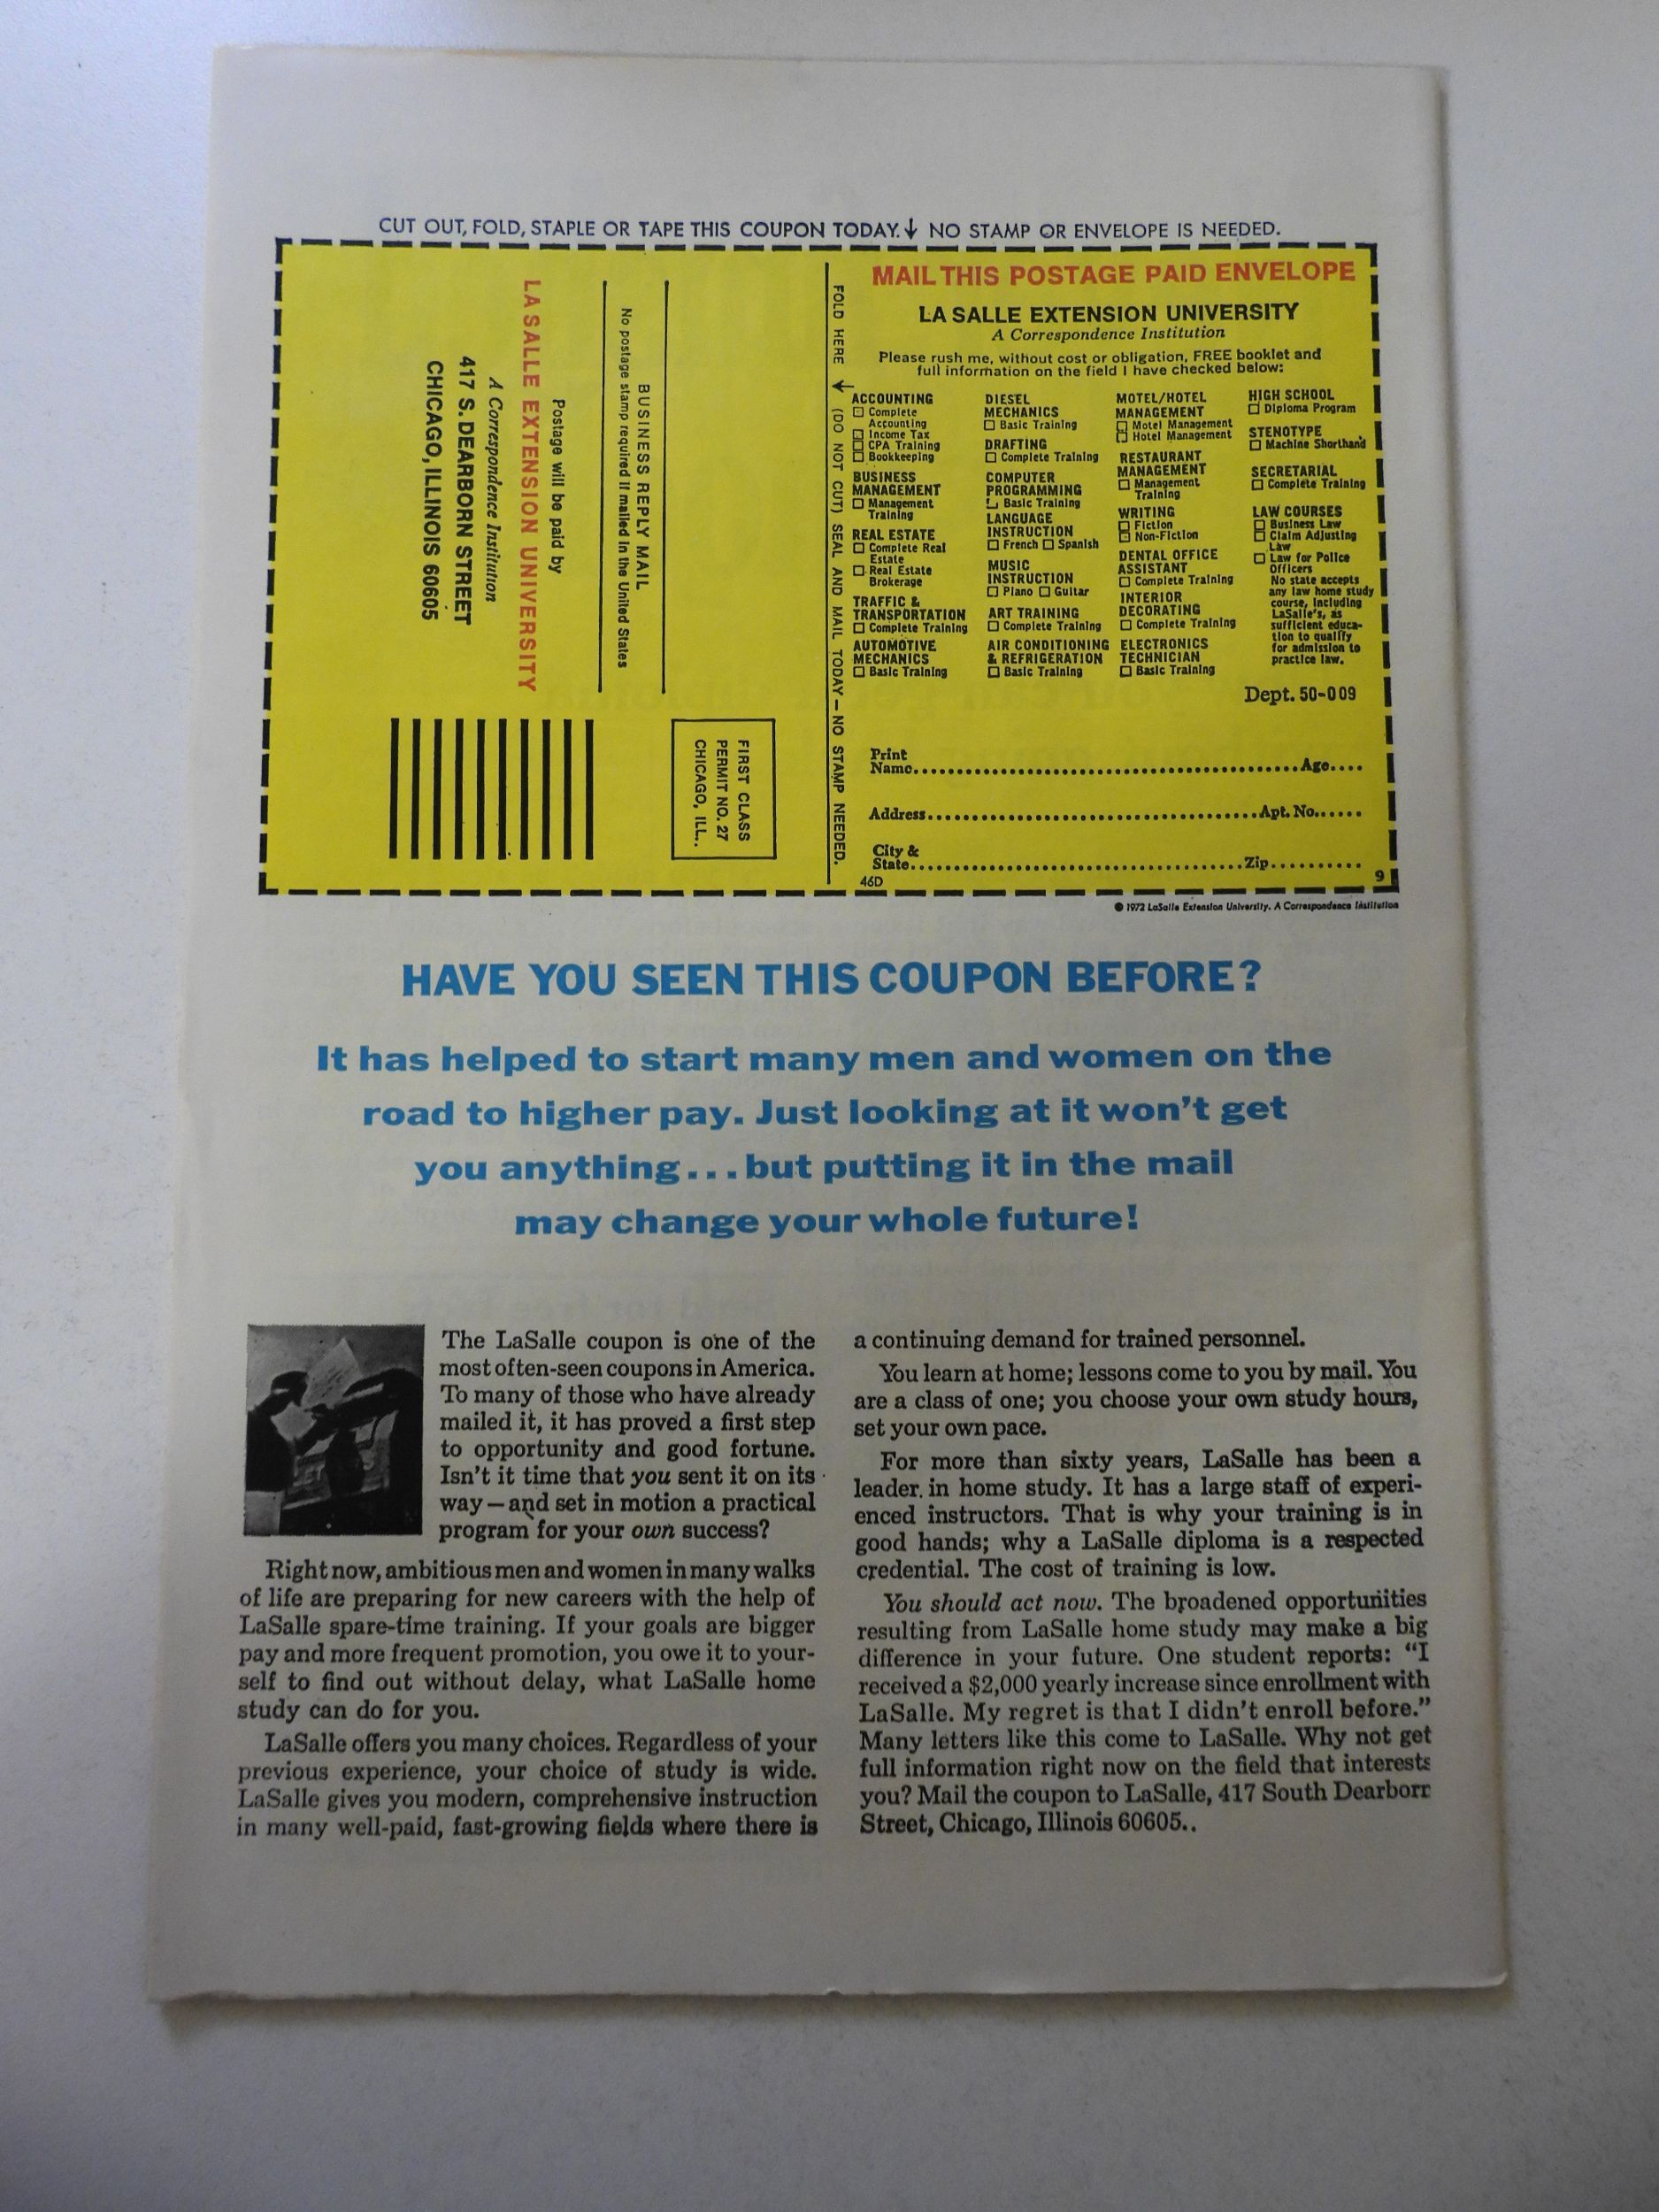 CUT OUT, FOLD, STAPLE OR TAPE THIS COUPON TODAY. ↓ NO STAMP OR ENVELOPE IS NEEDED.
BUSINESS REPLY MAIL
No postage stamp required if mailed in the United States
Postage will be paid by
LA SALLE EXTENSION UNIVERSITY
A Correspondence Institution
417 S. DEARBORN STREET
CHICAGO, ILLINOIS 60605
FIRST CLASS
PERMIT NO. 27
CHICAGO, ILL..
FOLD HERE (DO NOT CUT) SEAL AND MAIL TODAY — NO STAMP NEEDED.
MAIL THIS POSTAGE PAID ENVELOPE
LA SALLE EXTENSION UNIVERSITY
A Correspondence Institution
Please rush me, without cost or obligation, FREE booklet and
full information on the field I have checked below:
ACCOUNTING
☐ Complete
Accounting
☐ Income Tax
☐ CPA Training
☐ Bookkeeping
BUSINESS
MANAGEMENT
☐ Management
Training
REAL ESTATE
☐ Complete Real
Estate
☐ Real Estate
Brokerage
TRAFFIC &
TRANSPORTATION
☐ Complete Training
AUTOMOTIVE
MECHANICS
☐ Basic Training
DIESEL
MECHANICS
☐ Basic Training
DRAFTING
☐ Complete Training
COMPUTER
PROGRAMMING
☐ Basic Training
LANGUAGE
INSTRUCTION
☐ French ☐ Spanish
MUSIC
INSTRUCTION
☐ Piano ☐ Guitar
ART TRAINING
☐ Complete Training
AIR CONDITIONING
& REFRIGERATION
☐ Basic Training
MOTEL/HOTEL
MANAGEMENT
☐ Motel Management
☐ Hotel Management
RESTAURANT
MANAGEMENT
☐ Management
Training
WRITING
☐ Fiction
☐ Non-Fiction
DENTAL OFFICE
ASSISTANT
☐ Complete Training
INTERIOR
DECORATING
☐ Complete Training
ELECTRONICS
TECHNICIAN
☐ Basic Training
HIGH SCHOOL
☐ Diploma Program
STENOTYPE
☐ Machine Shorthand
SECRETARIAL
☐ Complete Training
LAW COURSES
☐ Business Law
☐ Claim Adjusting
Law
☐ Law for Police
Officers
No state accepts
any law home study
course, including
LaSalle's, as
sufficient educa-
tion to qualify
for admission to
practice law.
Dept. 50-009
Print
Name.............Age....
Address.............Apt. No......
City &
State.............Zip..........
46D
9
© 1972 LaSalle Extension University. A Correspondence Institution
HAVE YOU SEEN THIS COUPON BEFORE?
It has helped to start many men and women on the
road to higher pay. Just looking at it won't get
you anything...but putting it in the mail
may change your whole future!
The LaSalle coupon is one of the
most often-seen coupons in America.
To many of those who have already
mailed it, it has proved a first step
to opportunity and good fortune.
Isn't it time that you sent it on its
way—and set in motion a practical
program for your own success?
Right now, ambitious men and women in many walks
of life are preparing for new careers with the help of
LaSalle spare-time training. If your goals are bigger
pay and more frequent promotion, you owe it to your-
self to find out without delay, what LaSalle home
study can do for you.
LaSalle offers you many choices. Regardless of your
previous experience, your choice of study is wide.
LaSalle gives you modern, comprehensive instruction
in many well-paid, fast-growing fields where there is
a continuing demand for trained personnel.
You learn at home; lessons come to you by mail. You
are a class of one; you choose your own study hours,
set your own pace.
For more than sixty years, LaSalle has been a
leader in home study. It has a large staff of experi-
enced instructors. That is why your training is in
good hands; why a LaSalle diploma is a respected
credential. The cost of training is low.
You should act now. The broadened opportunities
resulting from LaSalle home study may make a big
difference in your future. One student reports: "I
received a $2,000 yearly increase since enrollment with
LaSalle. My regret is that I didn't enroll before."
Many letters like this come to LaSalle. Why not get
full information right now on the field that interests
you? Mail the coupon to LaSalle, 417 South Dearborn
Street, Chicago, Illinois 60605..